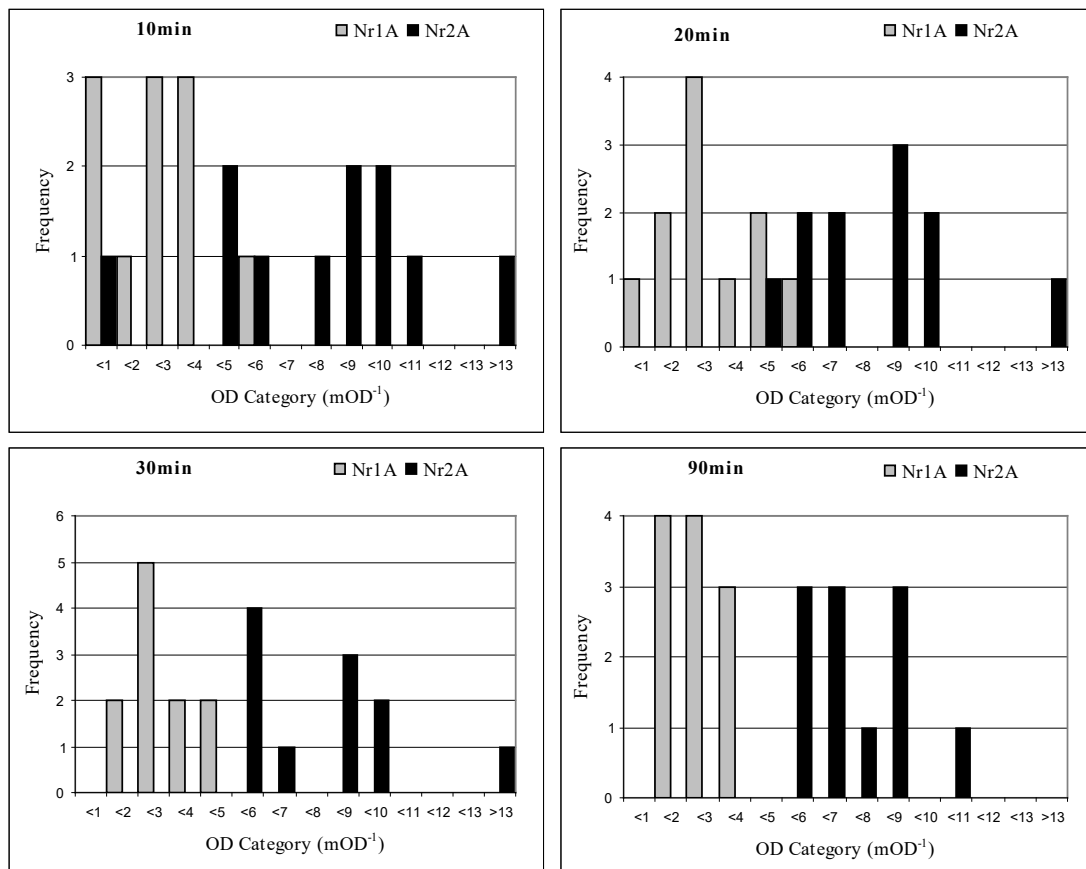 10min
Nr1A Nr2A
3
2
1
0
Frequency
<1 <2 <3 <4 <5 <6 <7 <8 <9 <10 <11 <12 <13 >13
OD Category (mOD⁻¹)
20min
Nr1A Nr2A
4
3
2
1
0
Frequency
<1 <2 <3 <4 <5 <6 <7 <8 <9 <10 <11 <12 <13 >13
OD Category (mOD⁻¹)
30min
Nr1A Nr2A
6
5
4
3
2
1
0
Frequency
<1 <2 <3 <4 <5 <6 <7 <8 <9 <10 <11 <12 <13 >13
OD Category (mOD⁻¹)
90min
Nr1A Nr2A
4
3
2
1
0
Frequency
<1 <2 <3 <4 <5 <6 <7 <8 <9 <10 <11 <12 <13 >13
OD Category (mOD⁻¹)